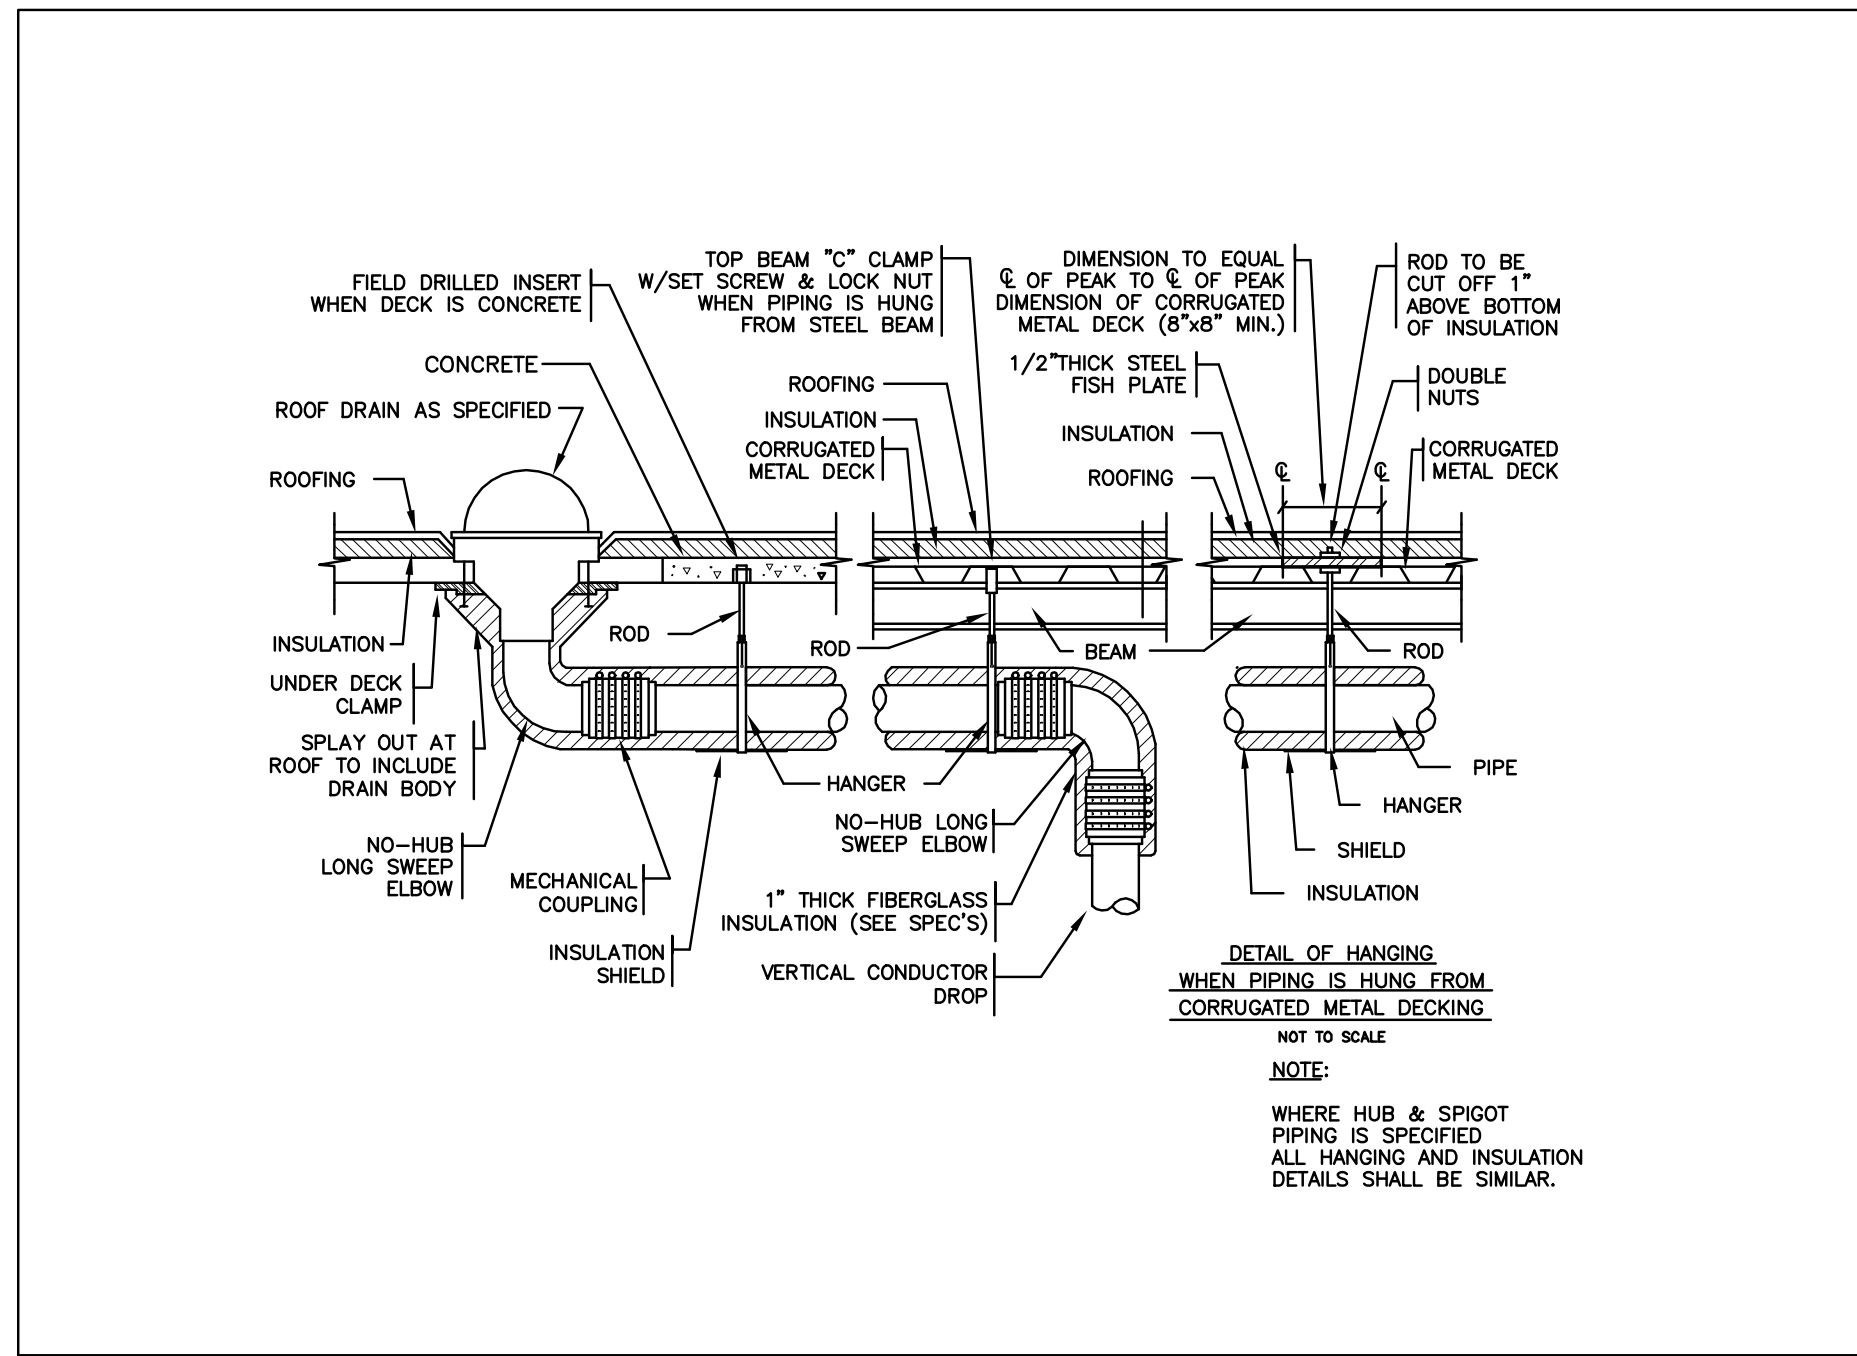 FIELD DRILLED INSERT
WHEN DECK IS CONCRETE
TOP BEAM "C" CLAMP
W/SET SCREW & LOCK NUT
WHEN PIPING IS HUNG
FROM STEEL BEAM
DIMENSION TO EQUAL
℄ OF PEAK TO ℄ OF PEAK
DIMENSION OF CORRUGATED
METAL DECK (8"x8" MIN.)
ROD TO BE
CUT OFF 1"
ABOVE BOTTOM
OF INSULATION
CONCRETE
ROOF DRAIN AS SPECIFIED
ROOFING
ROOFING
INSULATION
CORRUGATED
METAL DECK
1/2"THICK STEEL
FISH PLATE
DOUBLE
NUTS
INSULATION
ROOFING
℄
℄
CORRUGATED
METAL DECK
INSULATION
ROD
ROD
BEAM
ROD
UNDER DECK
CLAMP
SPLAY OUT AT
ROOF TO INCLUDE
DRAIN BODY
HANGER
PIPE
HANGER
NO-HUB
LONG SWEEP
ELBOW
MECHANICAL
COUPLING
INSULATION
SHIELD
NO-HUB LONG
SWEEP ELBOW
1" THICK FIBERGLASS
INSULATION (SEE SPEC'S)
VERTICAL CONDUCTOR
DROP
SHIELD
INSULATION
DETAIL OF HANGING
WHEN PIPING IS HUNG FROM
CORRUGATED METAL DECKING
NOT TO SCALE
NOTE:
WHERE HUB & SPIGOT
PIPING IS SPECIFIED
ALL HANGING AND INSULATION
DETAILS SHALL BE SIMILAR.